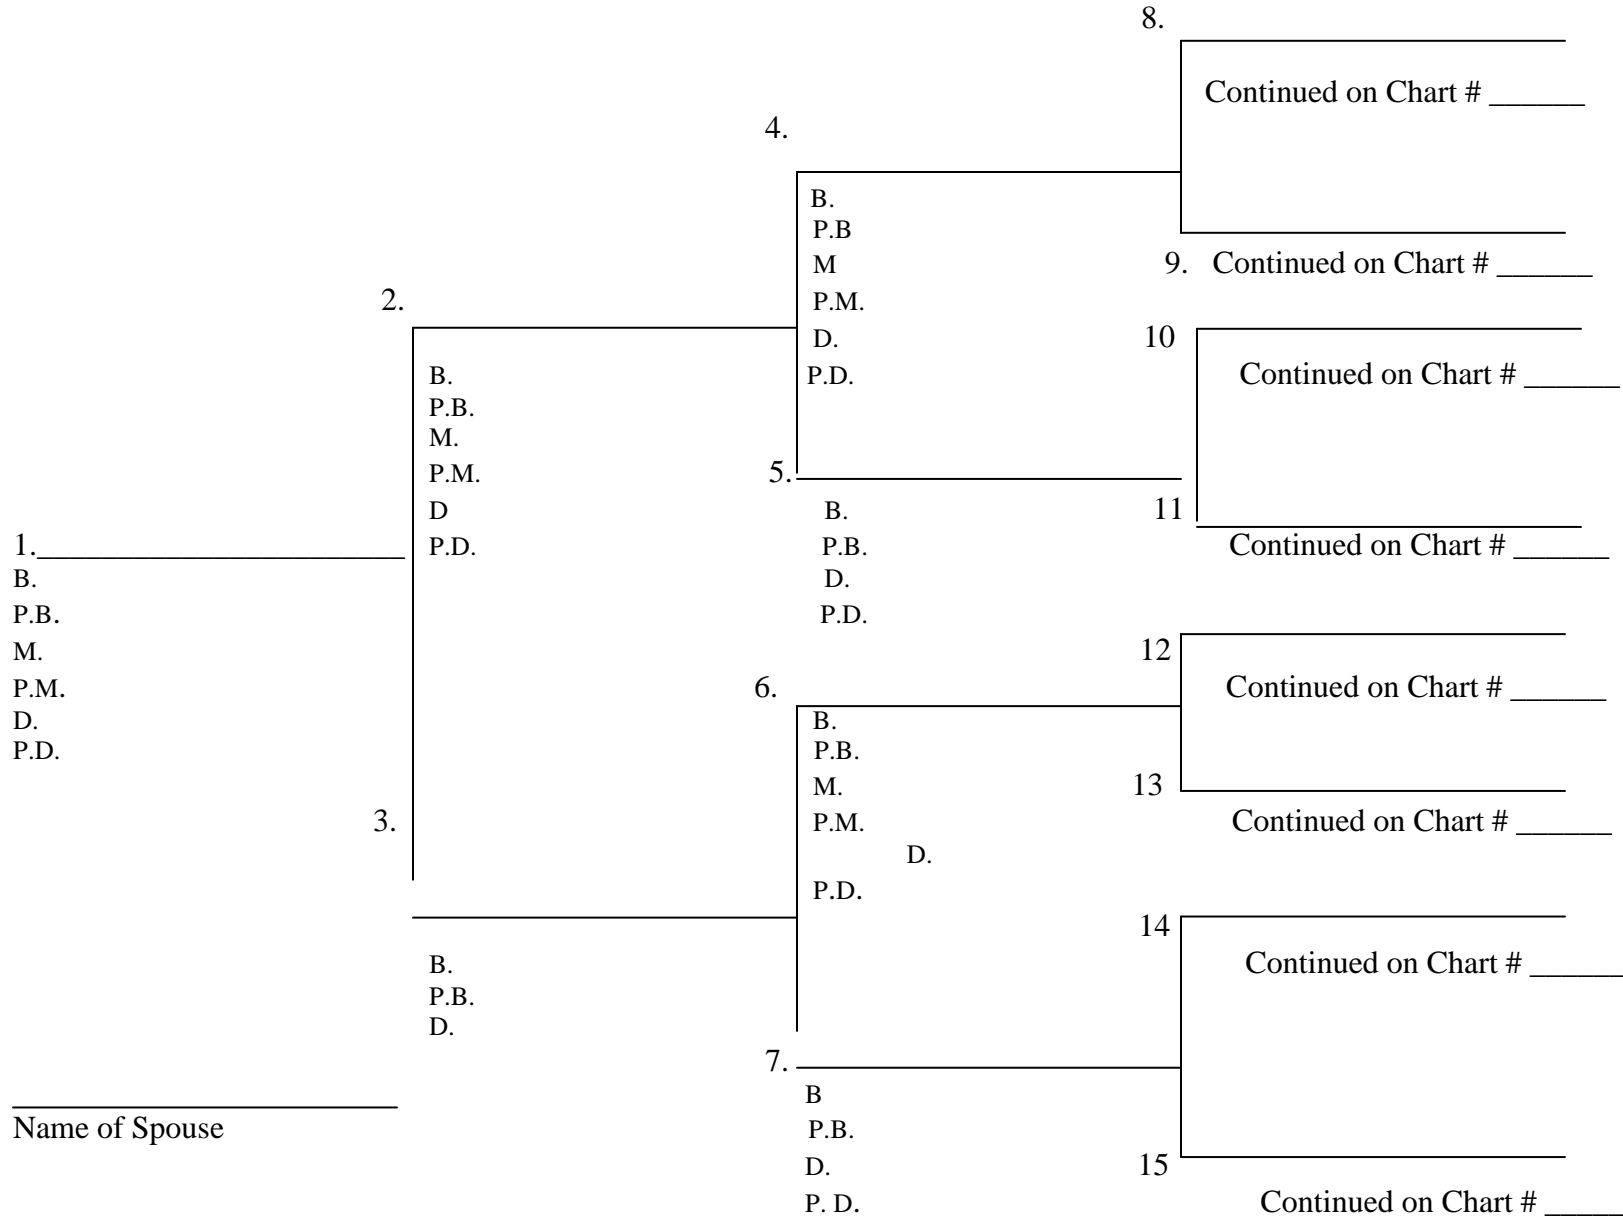 8.
Continued on Chart # ______
4.
B.
P.B
M
P.M.
D.
P.D.
9. Continued on Chart # ______
2.
B.
P.B.
M.
P.M.
D
P.D.
10
Continued on Chart # ______
5.
B.
P.B.
D.
P.D.
11
Continued on Chart # ______
1._______________________
B.
P.B.
M.
P.M.
D.
P.D.
12
Continued on Chart # ______
6.
B.
P.B.
M.
P.M.
D.
P.D.
13
Continued on Chart # ______
3.
B.
P.B.
D.
14
Continued on Chart # ______
7.
B
P.B.
D.
P. D.
Name of Spouse
15
Continued on Chart # _____